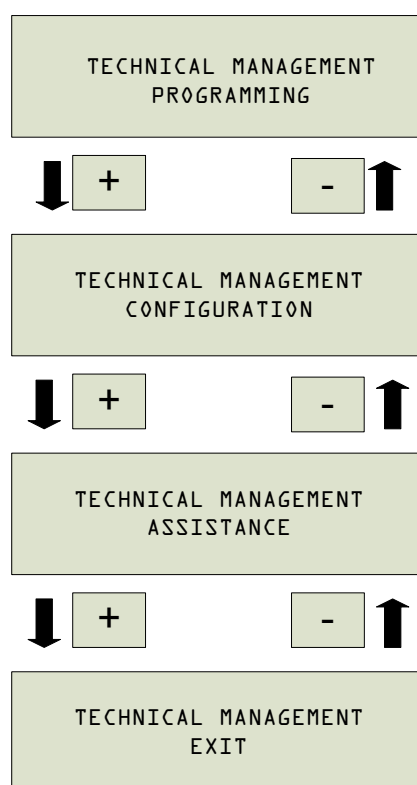 TECHNICAL MANAGEMENT
PROGRAMMING
+ -
TECHNICAL MANAGEMENT
CONFIGURATION
+ -
TECHNICAL MANAGEMENT
ASSISTANCE
+ -
TECHNICAL MANAGEMENT
EXIT